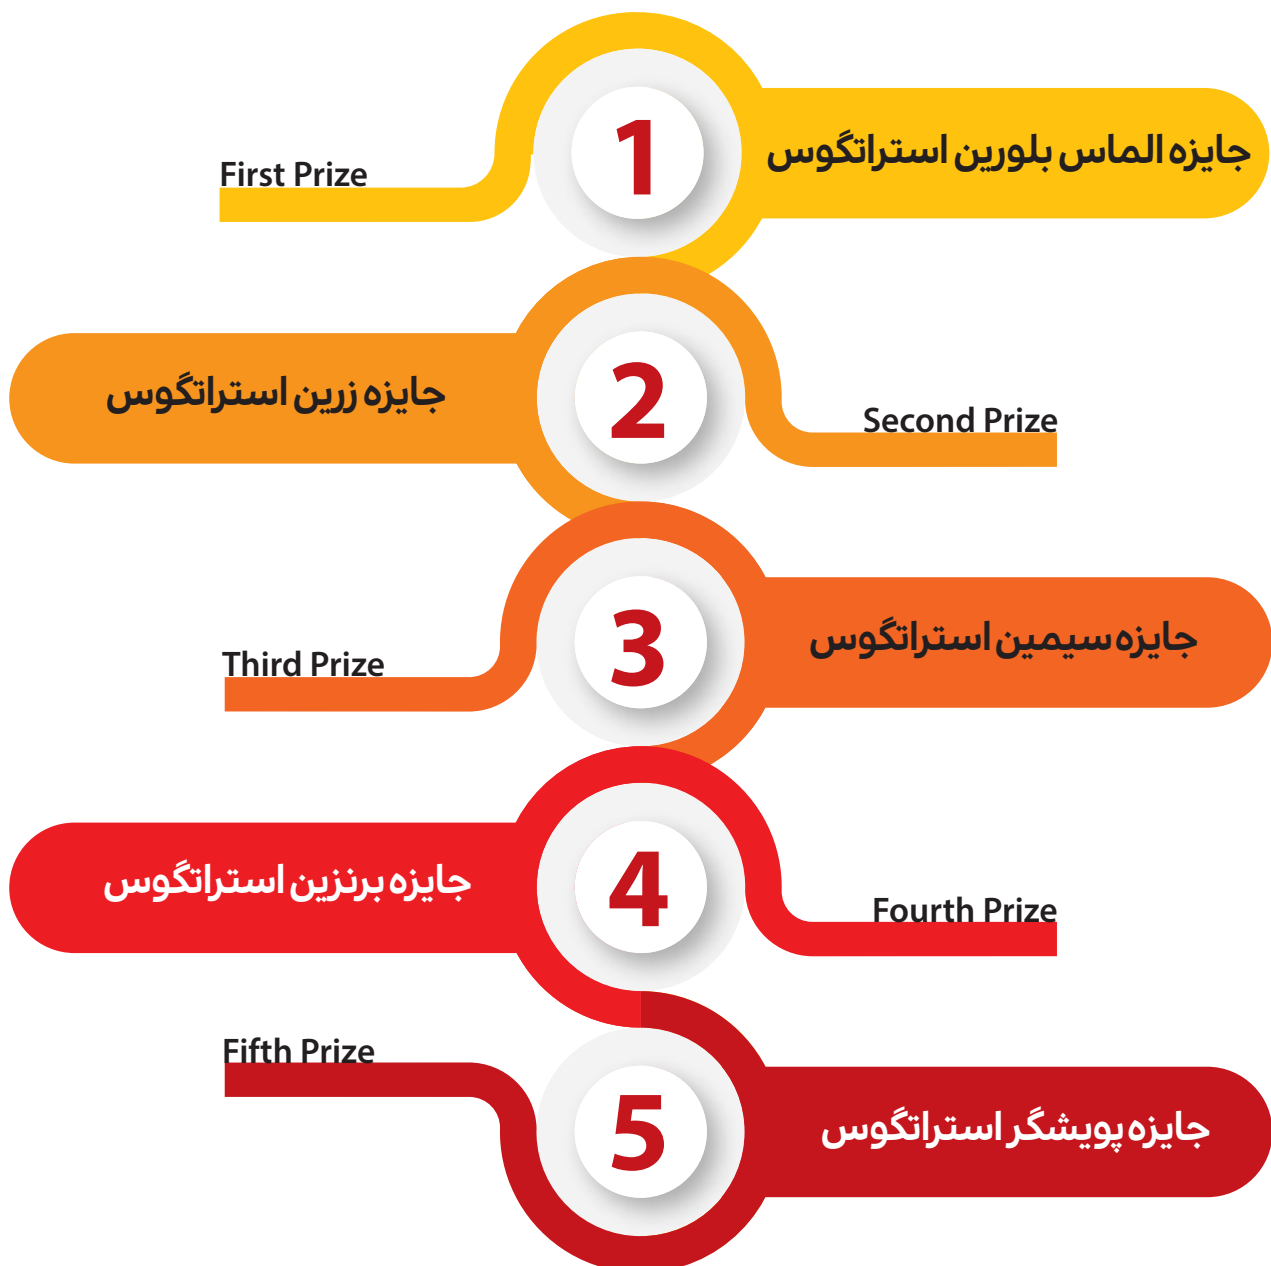 First Prize
1
جایزه الماس بلورین استراتگوس
جایزه زرین استراتگوس
2
Second Prize
Third Prize
3
جایزه سیمین استراتگوس
جایزه برنزین استراتگوس
4
Fourth Prize
Fifth Prize
5
جایزه پویشگر استراتگوس